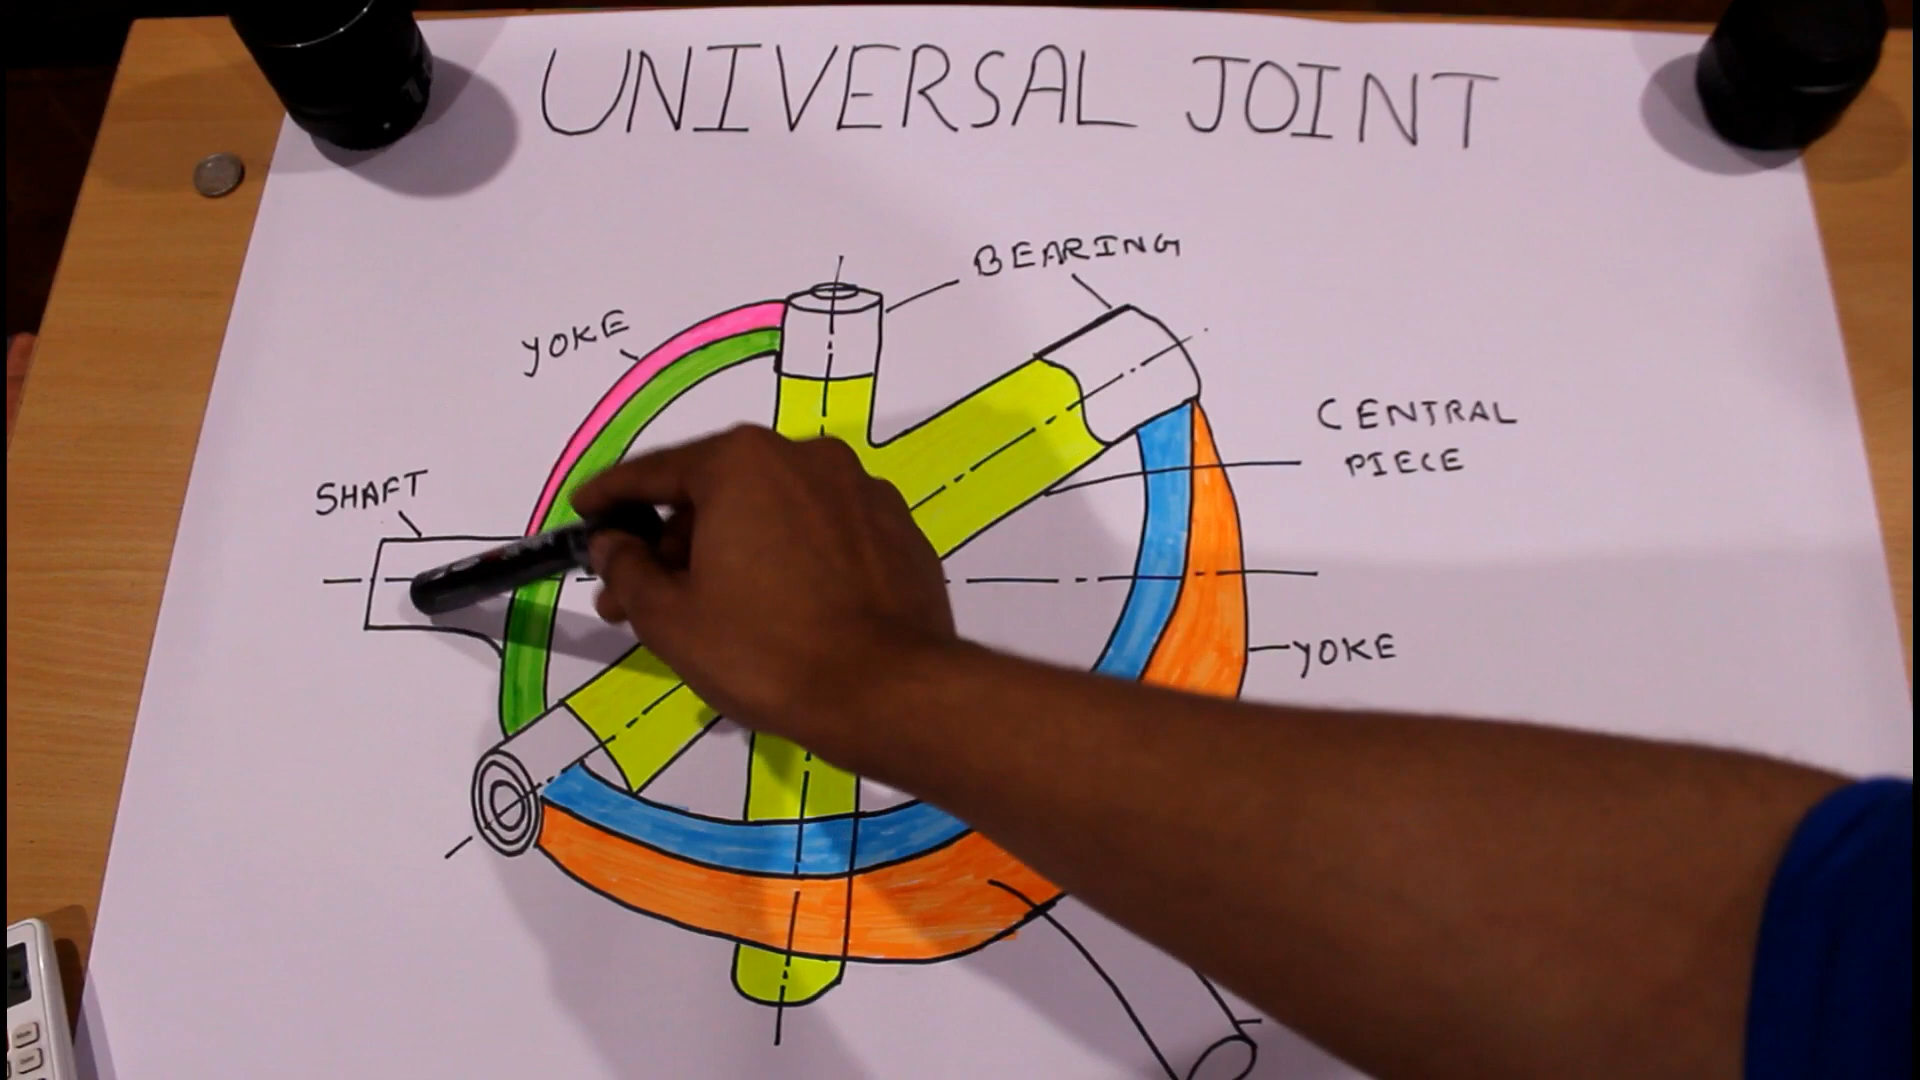 UNIVERSAL JOINT
BEARING
YOKE
CENTRAL
PIECE
SHAFT
YOKE